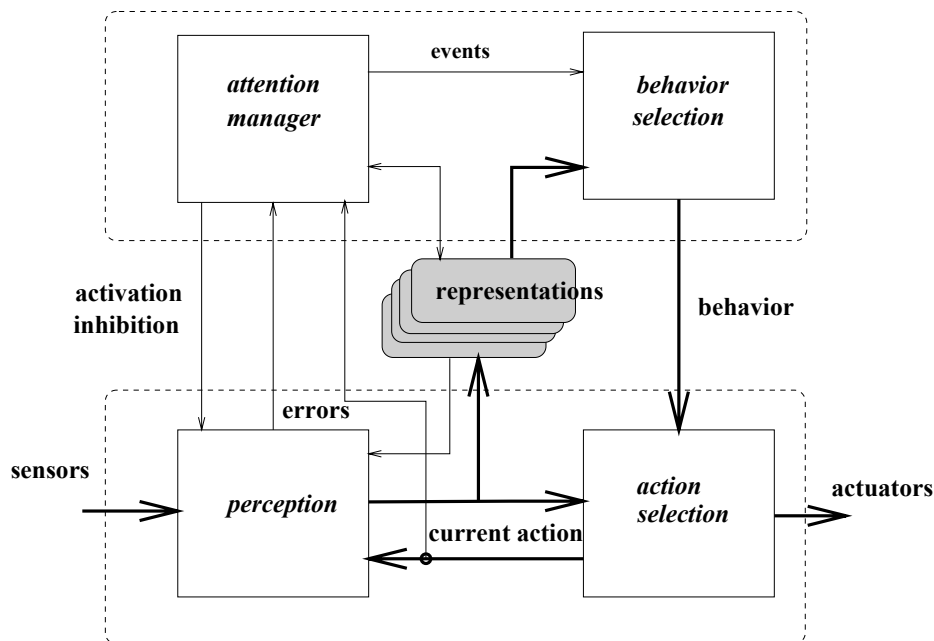 events
attention
manager
behavior
selection
activation
inhibition
representations
behavior
errors
sensors
perception
action
selection
actuators
current action